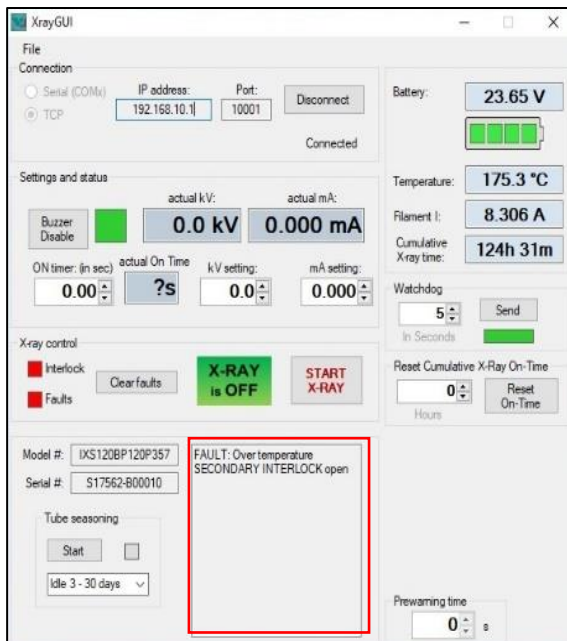 XrayGUI
File
Connection
Serial (COMx)
TCP
IP address:
192.168.10.1
Port:
10001
Disconnect
Connected
Battery:
23.65 V
Settings and status
Buzzer
Disable
actual kV:
0.0 kV
actual mA:
0.000 mA
ON timer: (in sec)
0.00
actual On Time
?s
kV setting:
0.0
mA setting:
0.000
Temperature:
175.3 °C
Filament I:
8.306 A
Cumulative
X-ray time:
124h 31m
Watchdog
5
Send
In Seconds
X-ray control
Interlock
Faults
Clear faults
X-RAY
is OFF
START
X-RAY
Reset Cumulative X-Ray On-Time
0
Hours
Reset
On-Time
Model #:
IXS120BP120P357
Serial #:
S17562-B00010
FAULT: Over temperature
SECONDARY INTERLOCK open
Tube seasoning
Start
Idle 3 - 30 days
Prewarning time
0
s